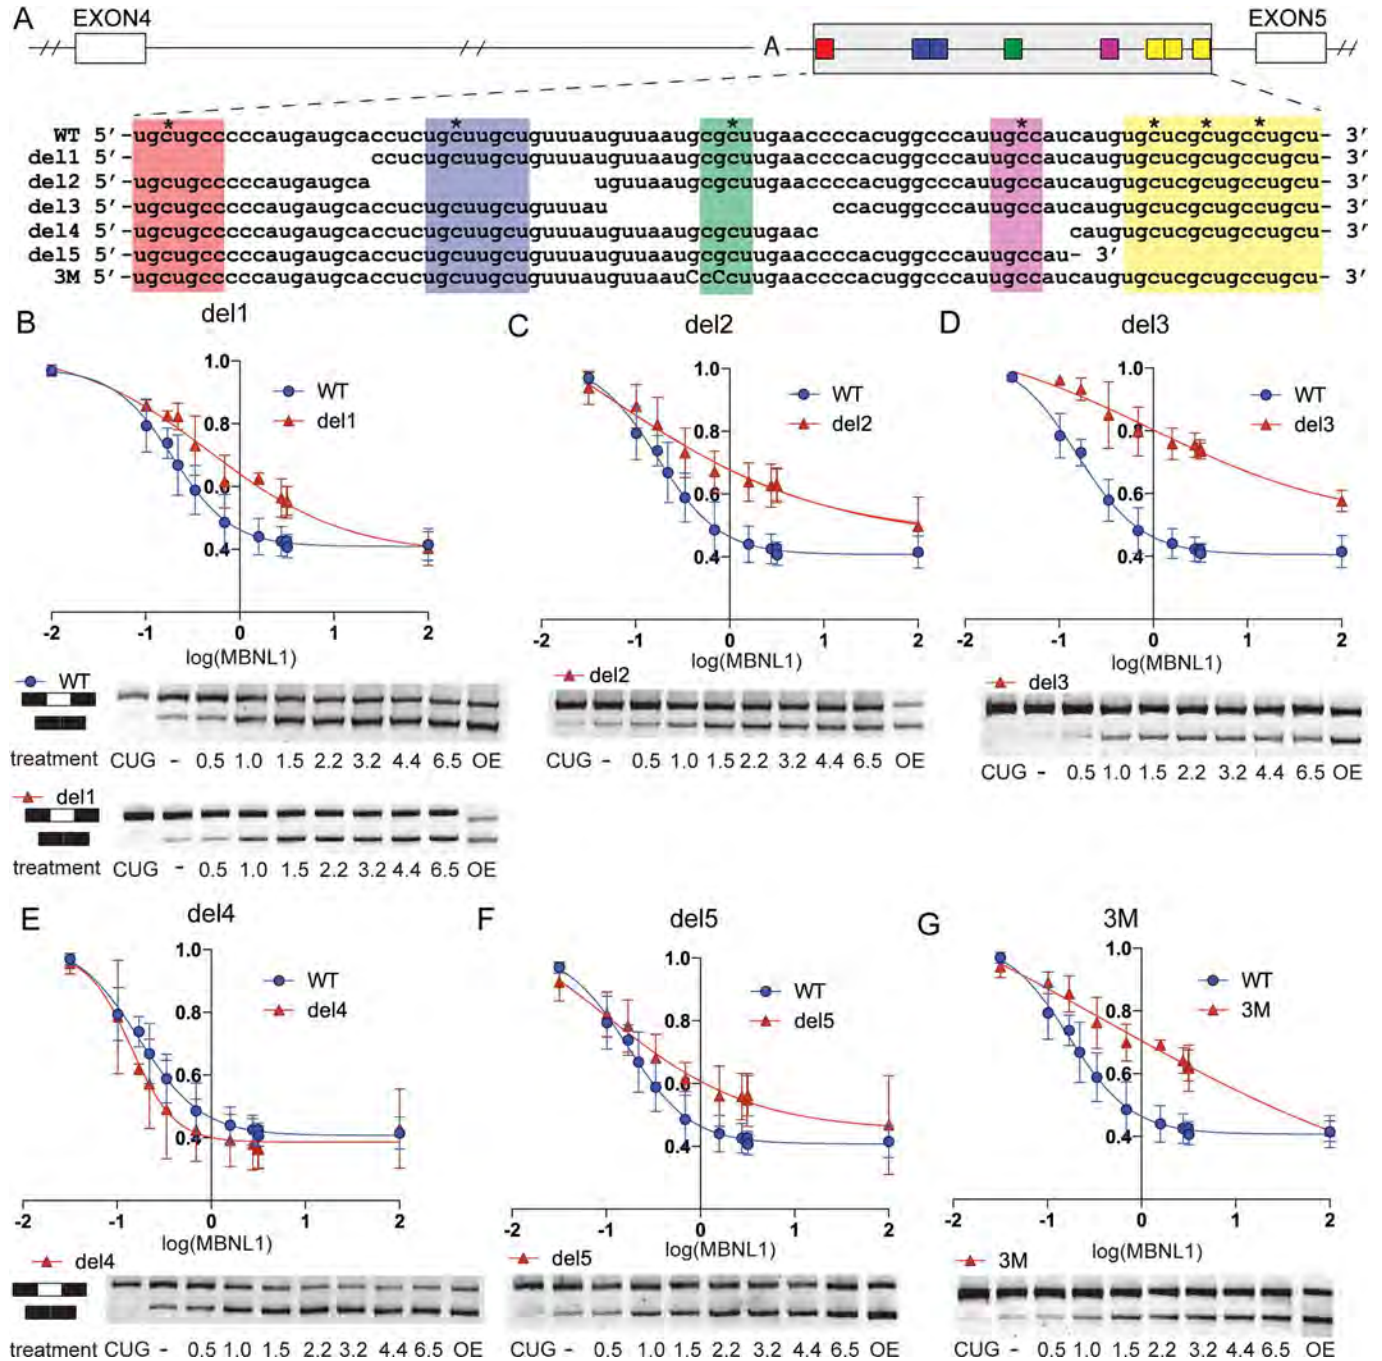 A EXON4 EXON5
A
* * * * * * *
WT 5′-ugcugccccccaugaugcaccucugcuugcuguuuauguuaaugcgcuugaaccccacuggcccauugccaucaugugcucgcugccugcu- 3′
del1 5′- ccucugcuugcuguuuauguuaaugcgcuugaaccccacuggcccauugccaucaugugcucgcugccugcu- 3′
del2 5′-ugcugccccccaugaugca uguuaaugcgcuugaaccccacuggcccauugccaucaugugcucgcugccugcu- 3′
del3 5′-ugcugccccccaugaugcaccucugcuugcuguuuau ccacuggcccauugccaucaugugcucgcugccugcu- 3′
del4 5′-ugcugccccccaugaugcaccucugcuugcuguuuauguuaaugcgcuugaac caugugcucgcugccugcu- 3′
del5 5′-ugcugccccccaugaugcaccucugcuugcuguuuauguuaaugcgcuugaaccccacuggcccauugccau- 3′
3M 5′-ugcugccccccaugaugcaccucugcuugcuguuuauguuaauCcCcuugaaccccacuggcccauugccaucaugugcucgcugccugcu- 3′
B del1
C del2
D del3
1.0 0.8 0.6 0.4
WT
del1
-2 -1 0 1 2
log(MBNL1)
1.0 0.8 0.6 0.4
WT
del2
-2 -1 0 1 2
log(MBNL1)
1.0 0.8 0.6 0.4
WT
del3
-2 -1 0 1 2
log(MBNL1)
WT
treatment CUG - 0.5 1.0 1.5 2.2 3.2 4.4 6.5 OE
del1
treatment CUG - 0.5 1.0 1.5 2.2 3.2 4.4 6.5 OE
del2
CUG - 0.5 1.0 1.5 2.2 3.2 4.4 6.5 OE
del3
CUG - 0.5 1.0 1.5 2.2 3.2 4.4 6.5 OE
E del4
F del5
G 3M
1.0 0.8 0.6 0.4
WT
del4
-2 -1 0 1 2
log(MBNL1)
1.0 0.8 0.6 0.4
WT
del5
-2 -1 0 1 2
log(MBNL1)
1.0 0.8 0.6 0.4
WT
3M
-2 -1 0 1 2
log(MBNL1)
del4
treatment CUG - 0.5 1.0 1.5 2.2 3.2 4.4 6.5 OE
del5
CUG - 0.5 1.0 1.5 2.2 3.2 4.4 6.5 OE
3M
CUG - 0.5 1.0 1.5 2.2 3.2 4.4 6.5 OE